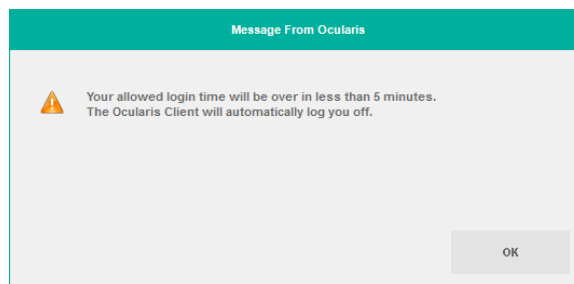 Message From Ocularis
Your allowed login time will be over in less than 5 minutes.
The Ocularis Client will automatically log you off.
OK